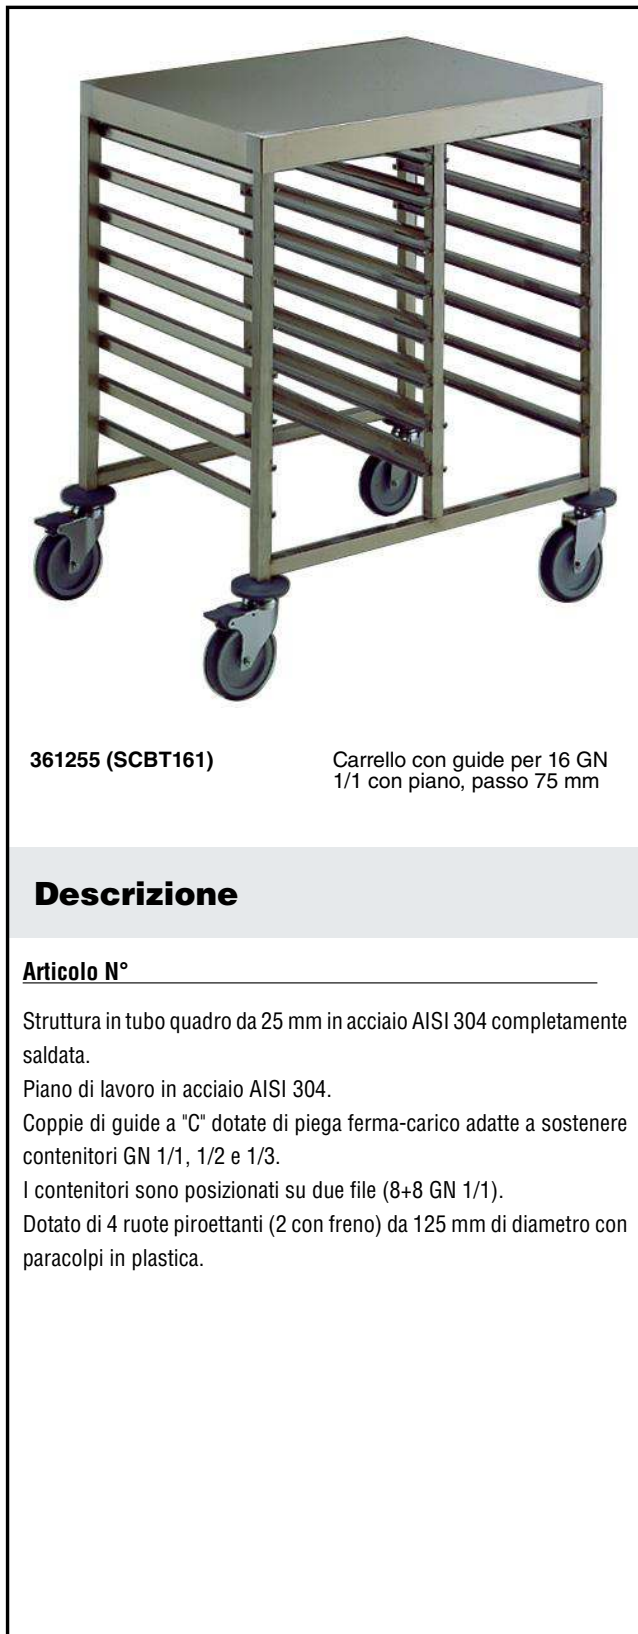 361255 (SCBT161)
Carrello con guide per 16 GN
1/1 con piano, passo 75 mm
Descrizione
Articolo N°
Struttura in tubo quadro da 25 mm in acciaio AISI 304 completamente
saldata.
Piano di lavoro in acciaio AISI 304.
Coppie di guide a "C" dotate di piega ferma-carico adatte a sostenere
contenitori GN 1/1, 1/2 e 1/3.
I contenitori sono posizionati su due file (8+8 GN 1/1).
Dotato di 4 ruote piroettanti (2 con freno) da 125 mm di diametro con
paracolpi in plastica.